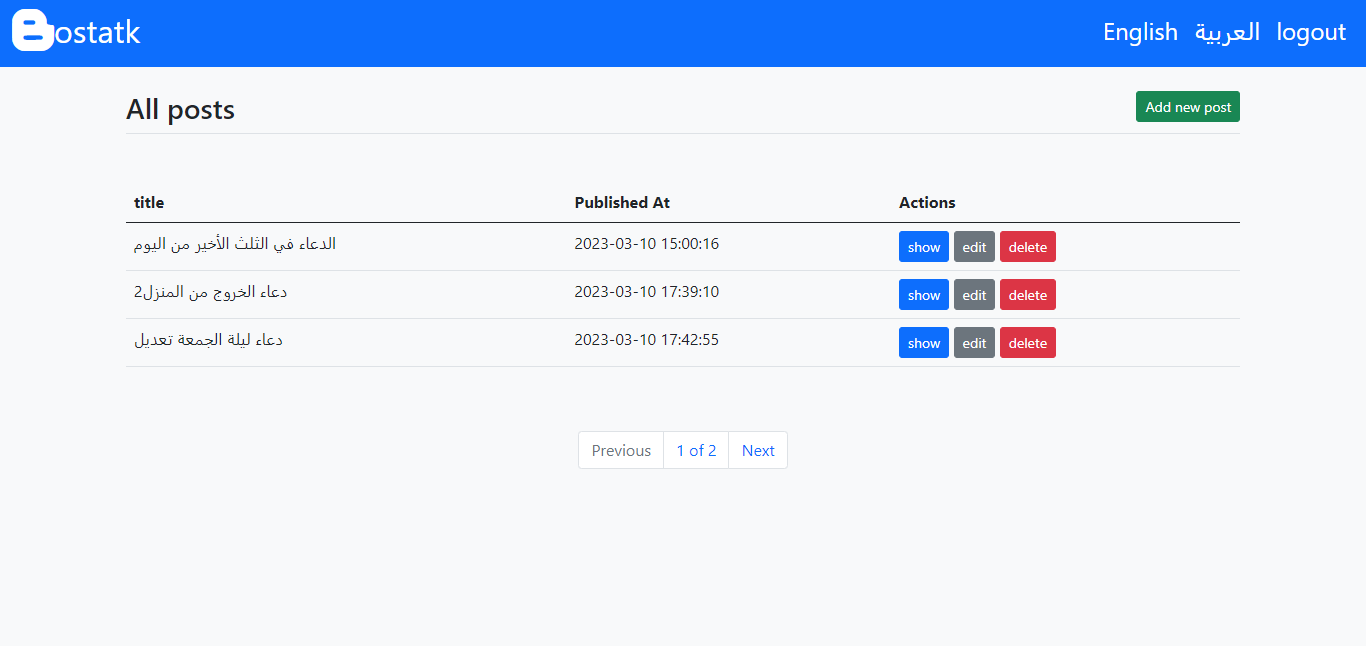 Bostatk English العربية logout
All posts Add new post
title Published At Actions
الدعاء في الثلث الأخير من اليوم 2023-03-10 15:00:16 show edit delete
دعاء الخروج من المنزل2 2023-03-10 17:39:10 show edit delete
دعاء ليلة الجمعة تعديل 2023-03-10 17:42:55 show edit delete
Previous 1 of 2 Next